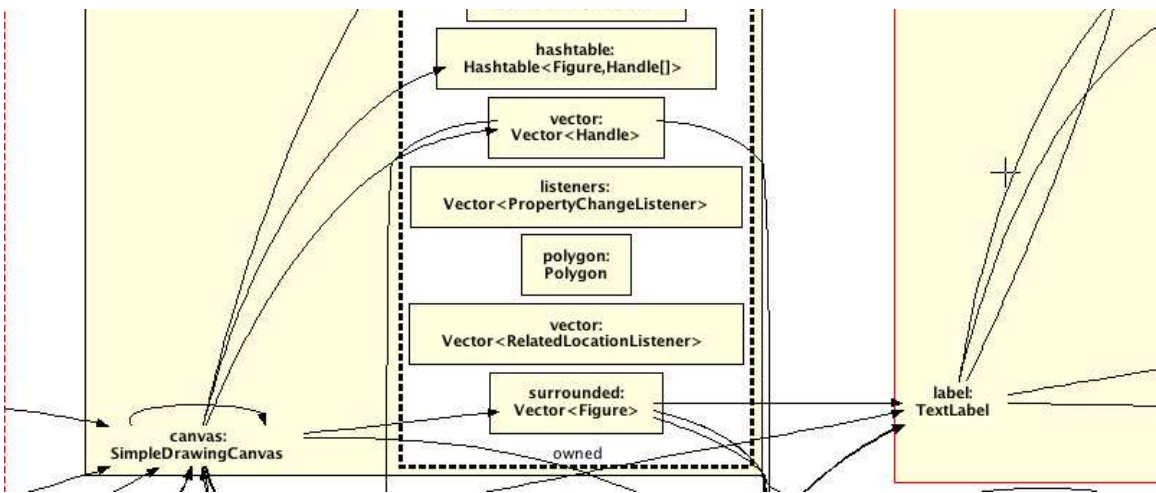 hashtable:
Hashtable<Figure,Handle[]>
vector:
Vector<Handle>
listeners:
Vector<PropertyChangeListener>
polygon:
Polygon
vector:
Vector<RelatedLocationListener>
surrounded:
Vector<Figure>
owned
canvas:
SimpleDrawingCanvas
label:
TextLabel